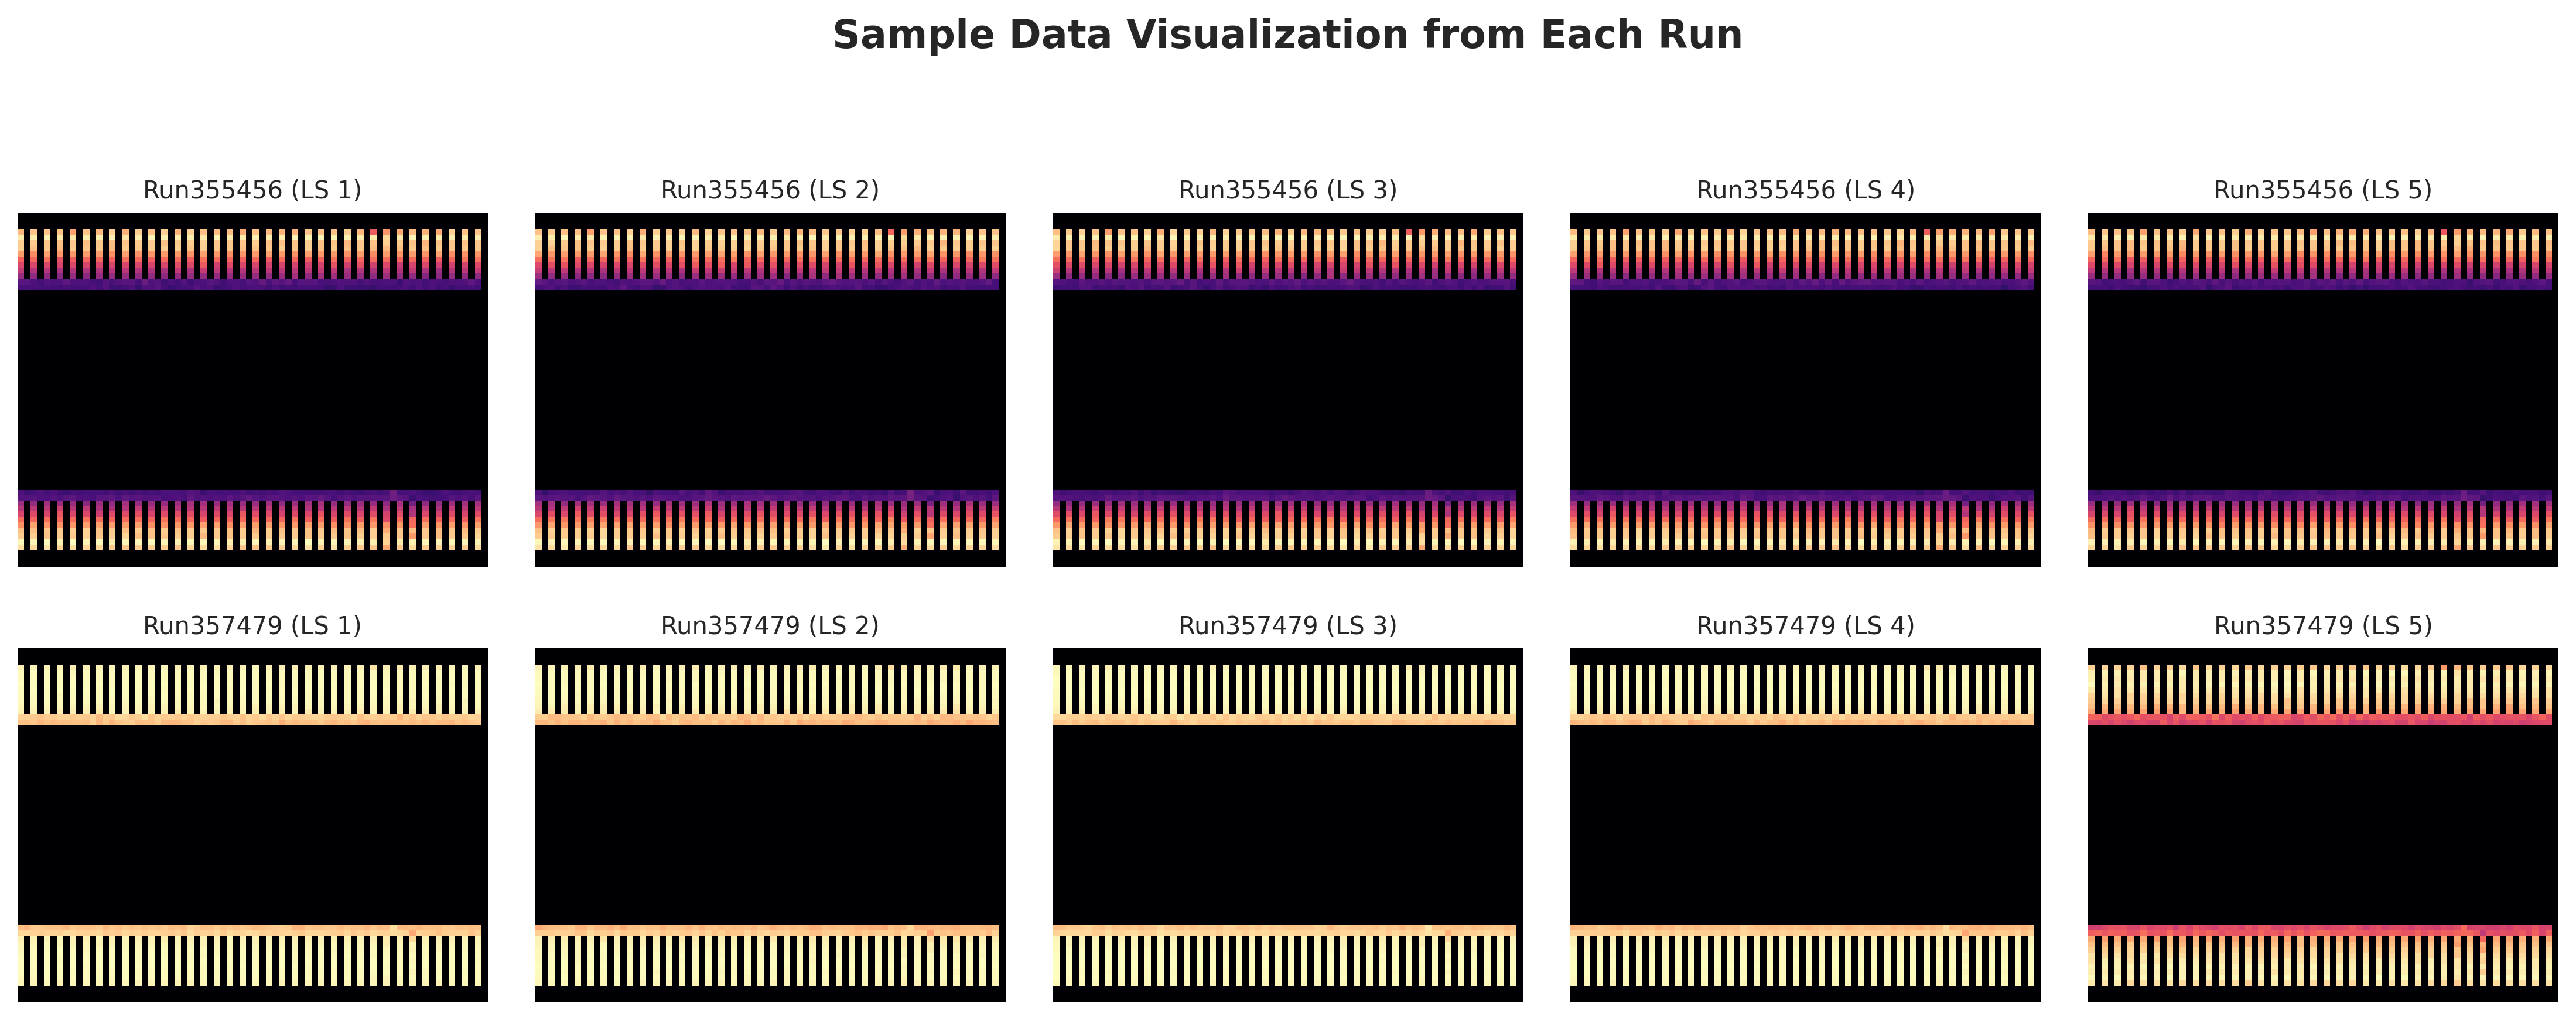 Sample Data Visualization from Each Run
Run355456 (LS 1)
Run355456 (LS 2)
Run355456 (LS 3)
Run355456 (LS 4)
Run355456 (LS 5)
Run357479 (LS 1)
Run357479 (LS 2)
Run357479 (LS 3)
Run357479 (LS 4)
Run357479 (LS 5)